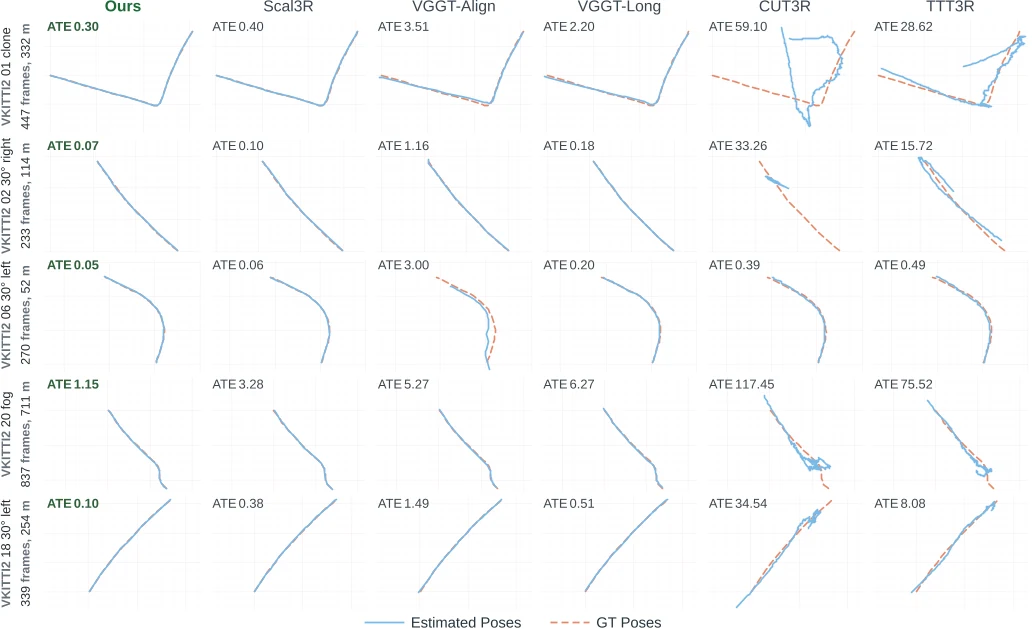 Ours Scal3R VGGT-Align VGGT-Long CUT3R TTT3R
VKITTI2 01 clone
447 frames, 332 m
ATE 0.30 ATE 0.40 ATE 3.51 ATE 2.20 ATE 59.10 ATE 28.62
VKITTI2 02 30° right
233 frames, 114 m
ATE 0.07 ATE 0.10 ATE 1.16 ATE 0.18 ATE 33.26 ATE 15.72
VKITTI2 06 30° left
270 frames, 52 m
ATE 0.05 ATE 0.06 ATE 3.00 ATE 0.20 ATE 0.39 ATE 0.49
VKITTI2 20 fog
837 frames, 711 m
ATE 1.15 ATE 3.28 ATE 5.27 ATE 6.27 ATE 117.45 ATE 75.52
VKITTI2 18 30° left
339 frames, 254 m
ATE 0.10 ATE 0.38 ATE 1.49 ATE 0.51 ATE 34.54 ATE 8.08
Estimated Poses GT Poses